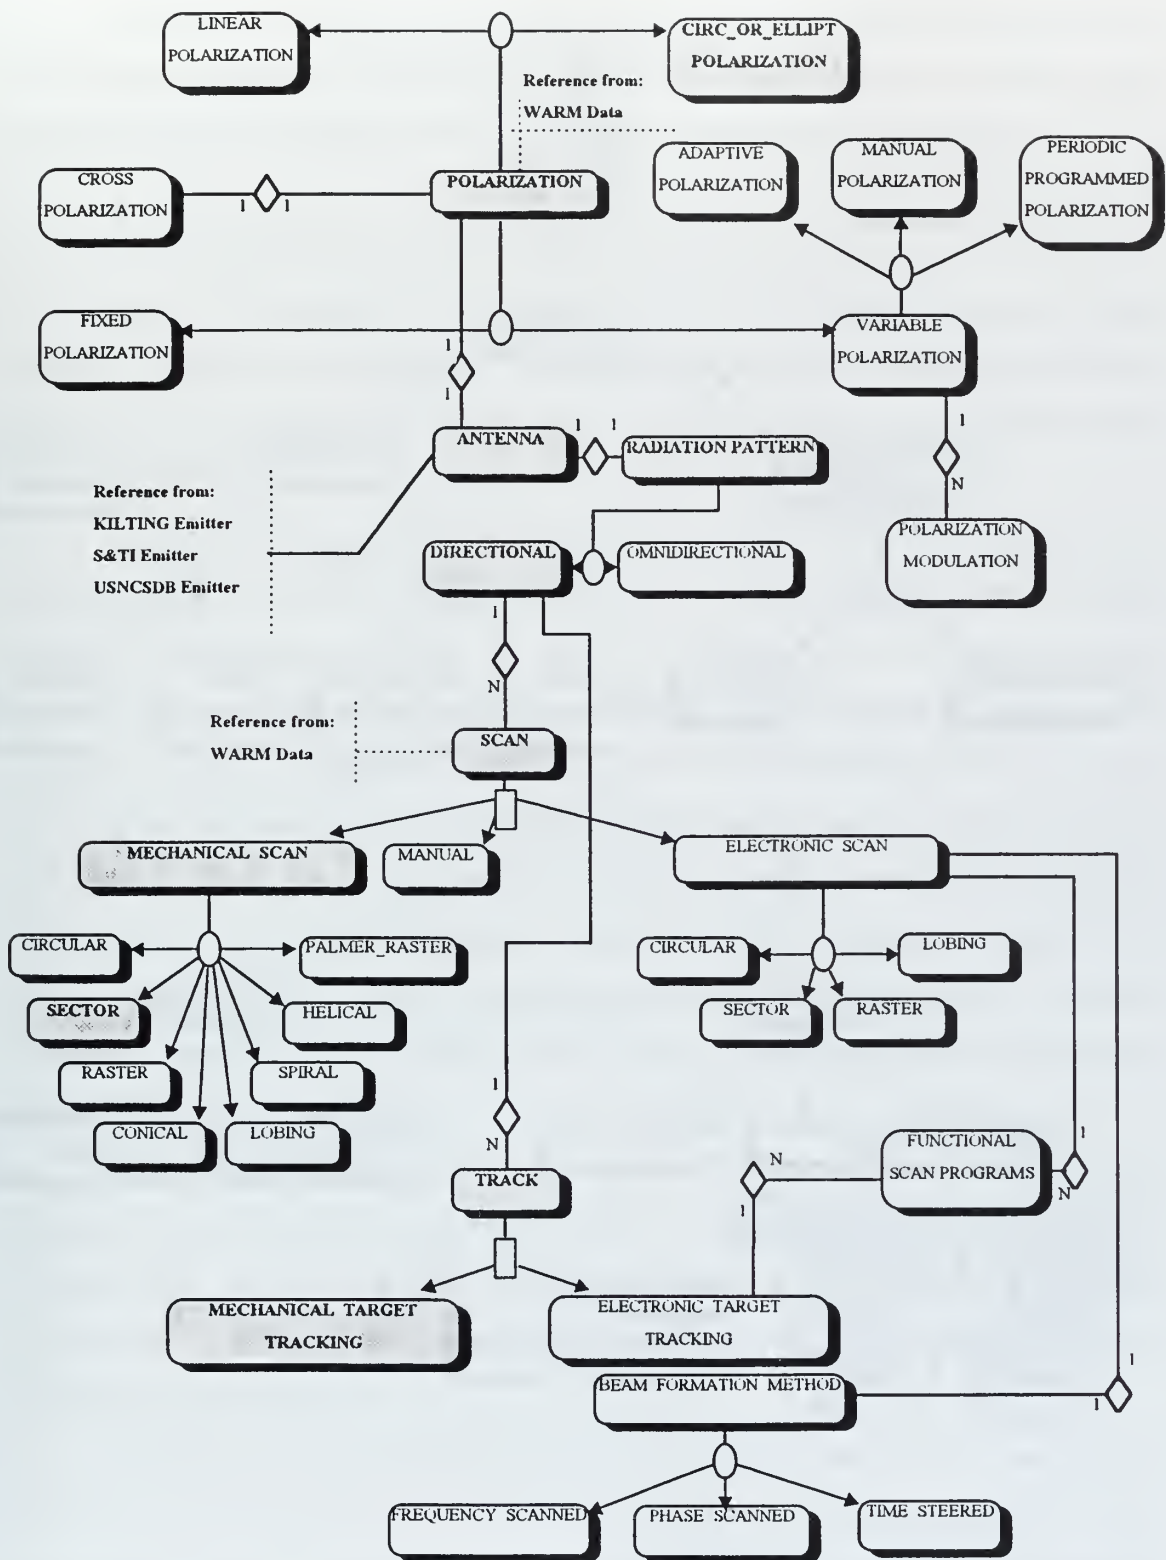 LINEAR
POLARIZATION
CIRC_OR_ELLIPT
POLARIZATION
Reference from:
WARM Data
CROSS
POLARIZATION
1
1
POLARIZATION
ADAPTIVE
POLARIZATION
MANUAL
POLARIZATION
PERIODIC
PROGRAMMED
POLARIZATION
FIXED
POLARIZATION
VARIABLE
POLARIZATION
1
1
1
N
POLARIZATION
MODULATION
ANTENNA
1
1
RADIATION PATTERN
Reference from:
KILTING Emitter
S&TI Emitter
USNCSDB Emitter
DIRECTIONAL
OMNIDIRECTIONAL
1
N
Reference from:
WARM Data
SCAN
MECHANICAL SCAN
MANUAL
ELECTRONIC SCAN
CIRCULAR
PALMER_RASTER
SECTOR
HELICAL
RASTER
SPIRAL
CONICAL
LOBING
CIRCULAR
LOBING
SECTOR
RASTER
1
N
TRACK
N
1
FUNCTIONAL
SCAN PROGRAMS
1
N
MECHANICAL TARGET
TRACKING
ELECTRONIC TARGET
TRACKING
BEAM FORMATION METHOD
1
1
FREQUENCY SCANNED
PHASE SCANNED
TIME STEERED